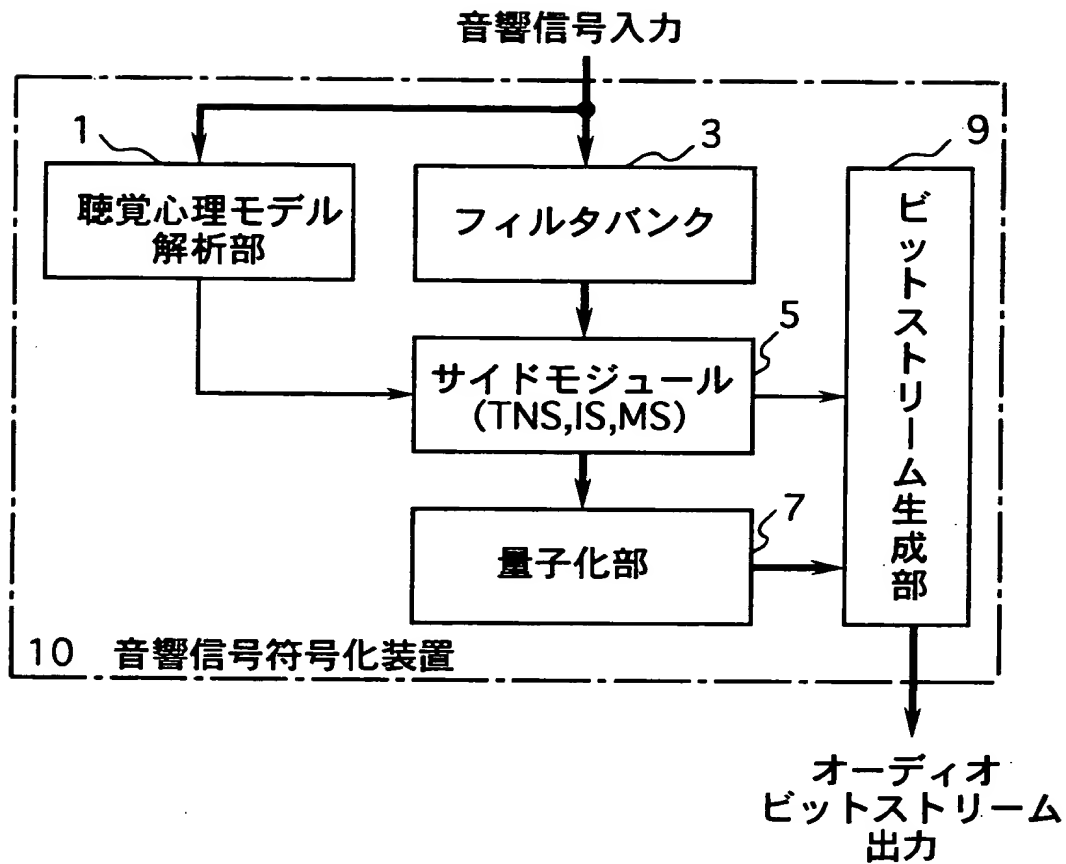 音響信号入力
1
3
9
聴覚心理モデル
解析部
フィルタバンク
5
サイドモジュール
(TNS,IS,MS)
7
量子化部
ビットストリーム生成部
10 音響信号符号化装置
オーディオ
ビットストリーム
出力